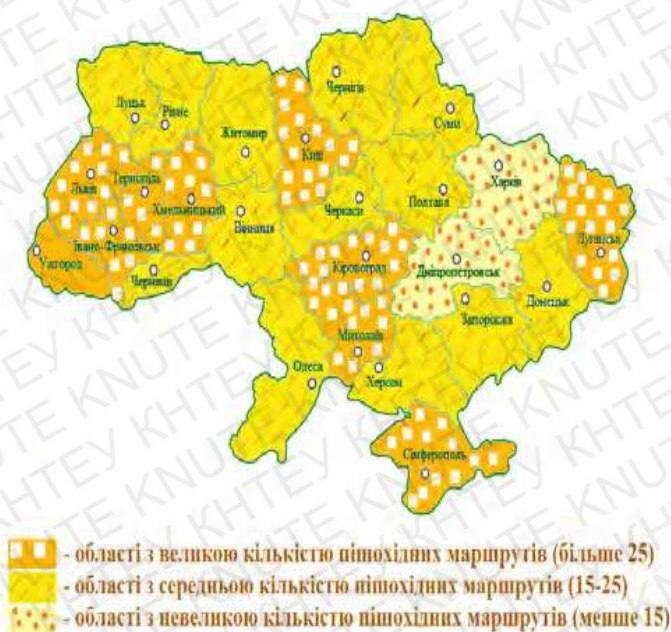 Чернігів
Луцьк
Рівне
Суми
Житомир
Київ
Харків
Львів
Тернопіль
Хмельницький
Полтава
Черкаси
Вінниця
Луганськ
Івано-Франківськ
Кіровоград
Дніпропетровськ
Ужгород
Чернівці
Донецьк
Запоріжжя
Миколаїв
Одеса
Херсон
Сімферополь
- області з великою кількістю пішохідних маршрутів (більше 25)
- області з середньою кількістю пішохідних маршрутів (15-25)
- області з невеликою кількістю пішохідних маршрутів (менше 15)